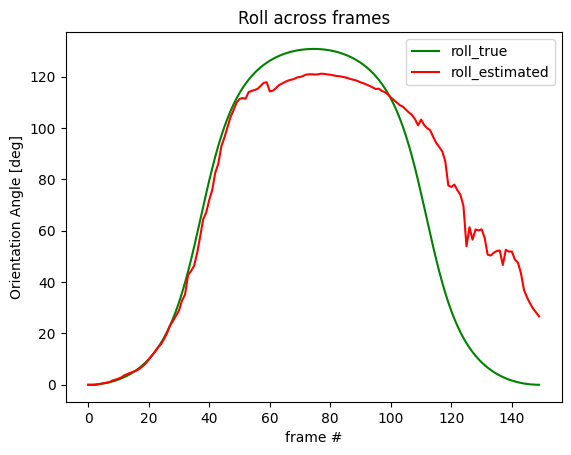 Roll across frames
roll_true
roll_estimated
Orientation Angle [deg]
120
100
80
60
40
20
0
0 20 40 60 80 100 120 140
frame #